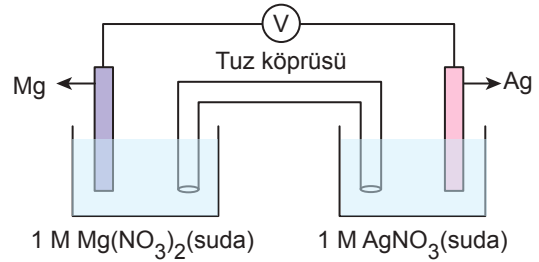 V
Tuz köprüsü
Mg
Ag
1 M Mg(NO3)2(suda)
1 M AgNO3(suda)